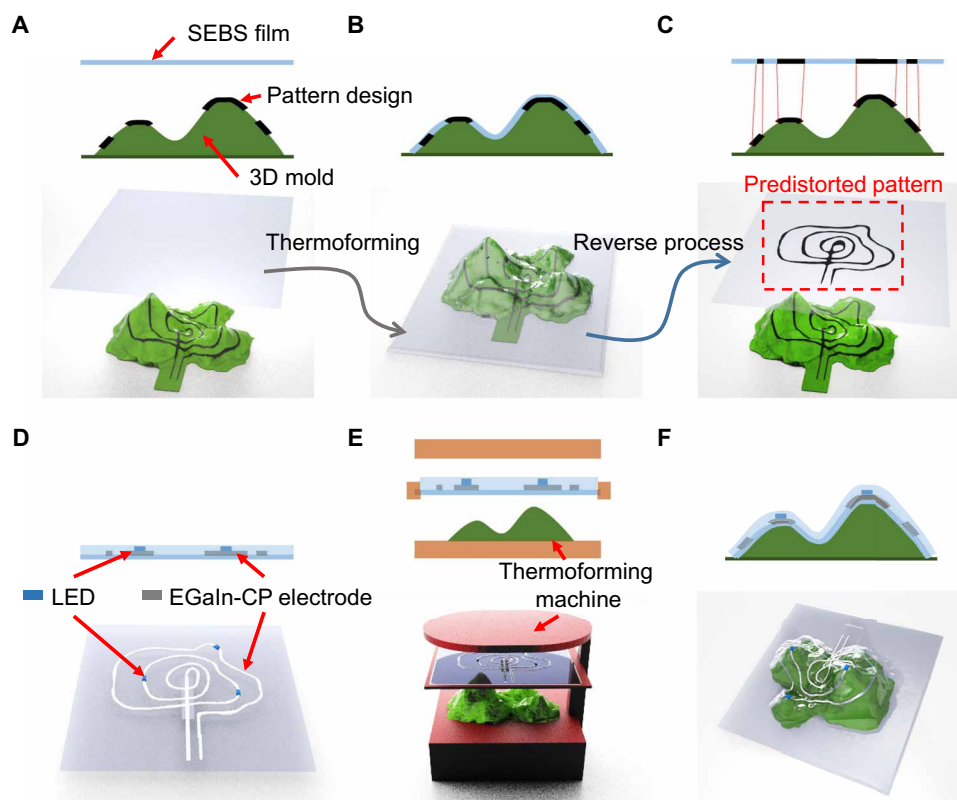 A
SEBS film
Pattern design
3D mold
B
C
Predistorted pattern
Thermoforming
Reverse process
D
LED
EGaIn-CP electrode
E
Thermoforming
machine
F